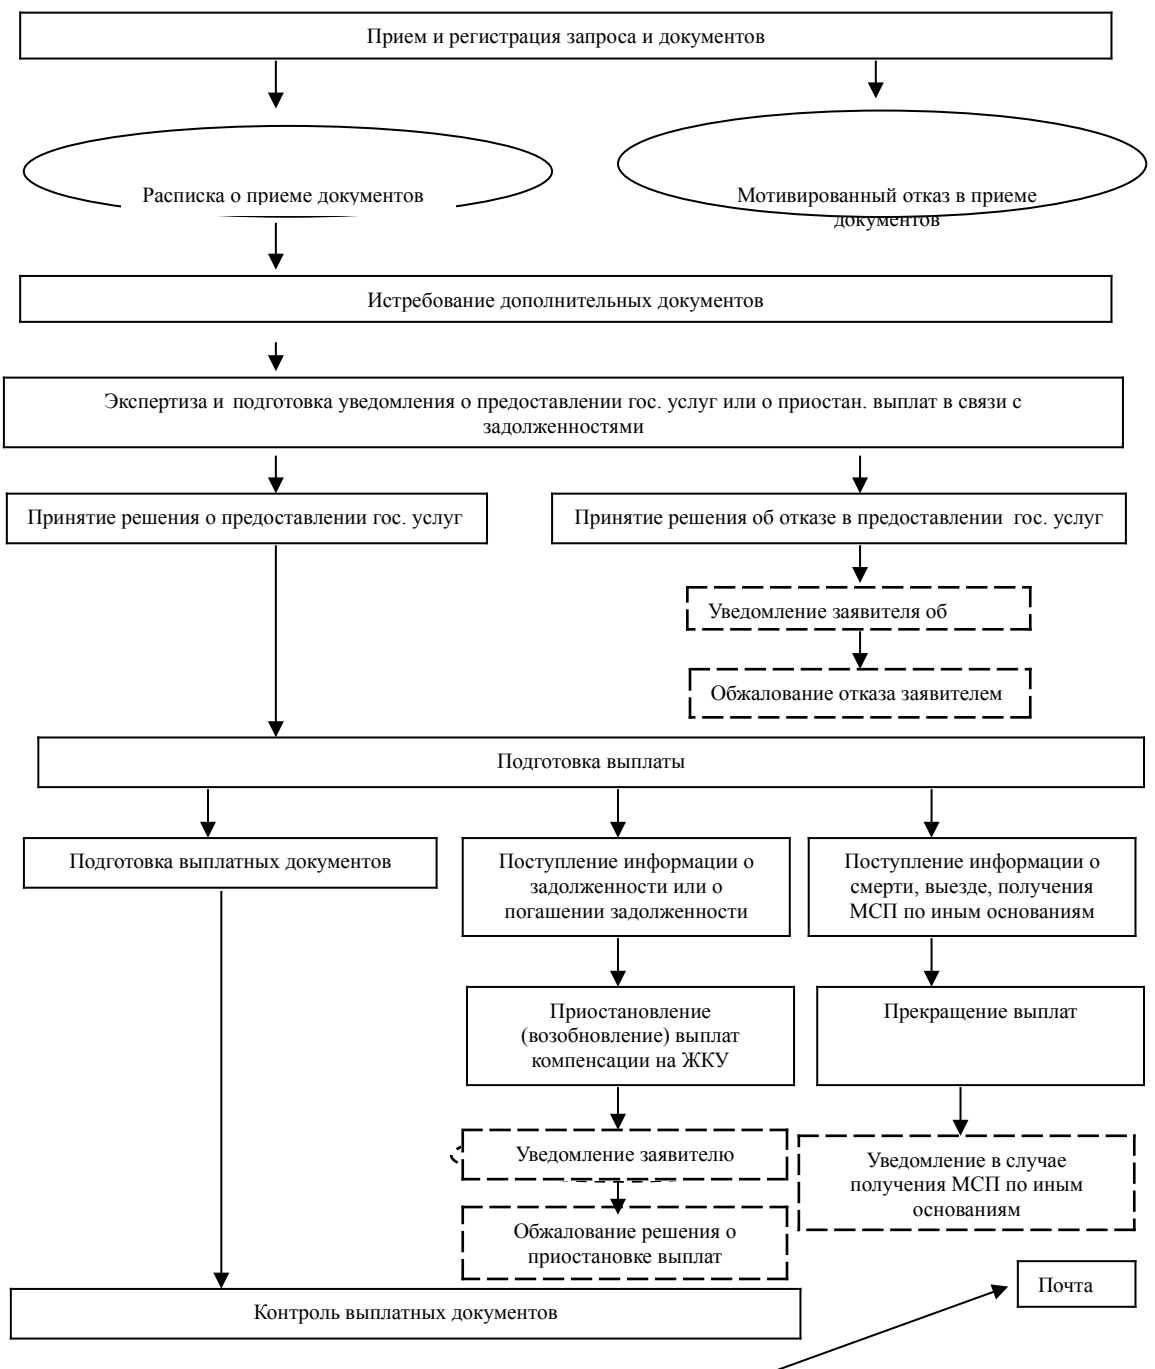 Прием и регистрация запроса и документов
Расписка о приеме документов
Мотивированный отказ в приеме
документов
Истребование дополнительных документов
Экспертиза и подготовка уведомления о предоставлении гос. услуг или о приостан. выплат в связи с
задолженностями
Принятие решения о предоставлении гос. услуг
Принятие решения об отказе в предоставлении гос. услуг
Уведомление заявителя об
Обжалование отказа заявителем
Подготовка выплаты
Подготовка выплатных документов
Поступление информации о
задолженности или о
погашении задолженности
Поступление информации о
смерти, выезде, получения
МСП по иным основаниям
Приостановление
(возобновление) выплат
компенсации на ЖКУ
Прекращение выплат
Уведомление заявителю
Уведомление в случае
получения МСП по иным
основаниям
Обжалование решения о
приостановке выплат
Почта
Контроль выплатных документов